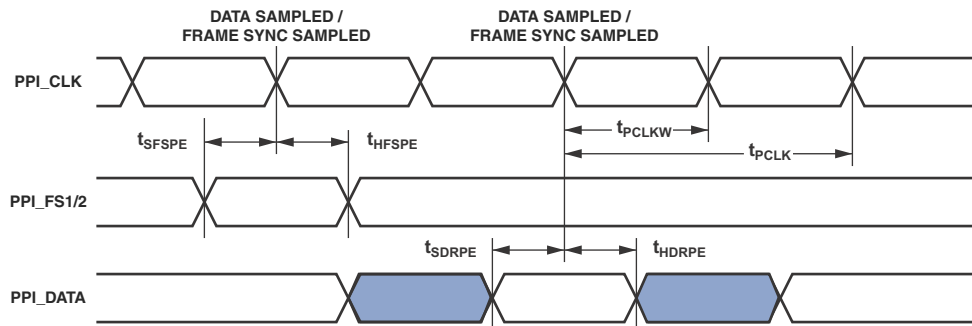 DATA SAMPLED /
FRAME SYNC SAMPLED
DATA SAMPLED /
FRAME SYNC SAMPLED
PPI_CLK
tSFSPE
tHFSPE
tPCLKW
tPCLK
PPI_FS1/2
tSDRPE
tHDRPE
PPI_DATA